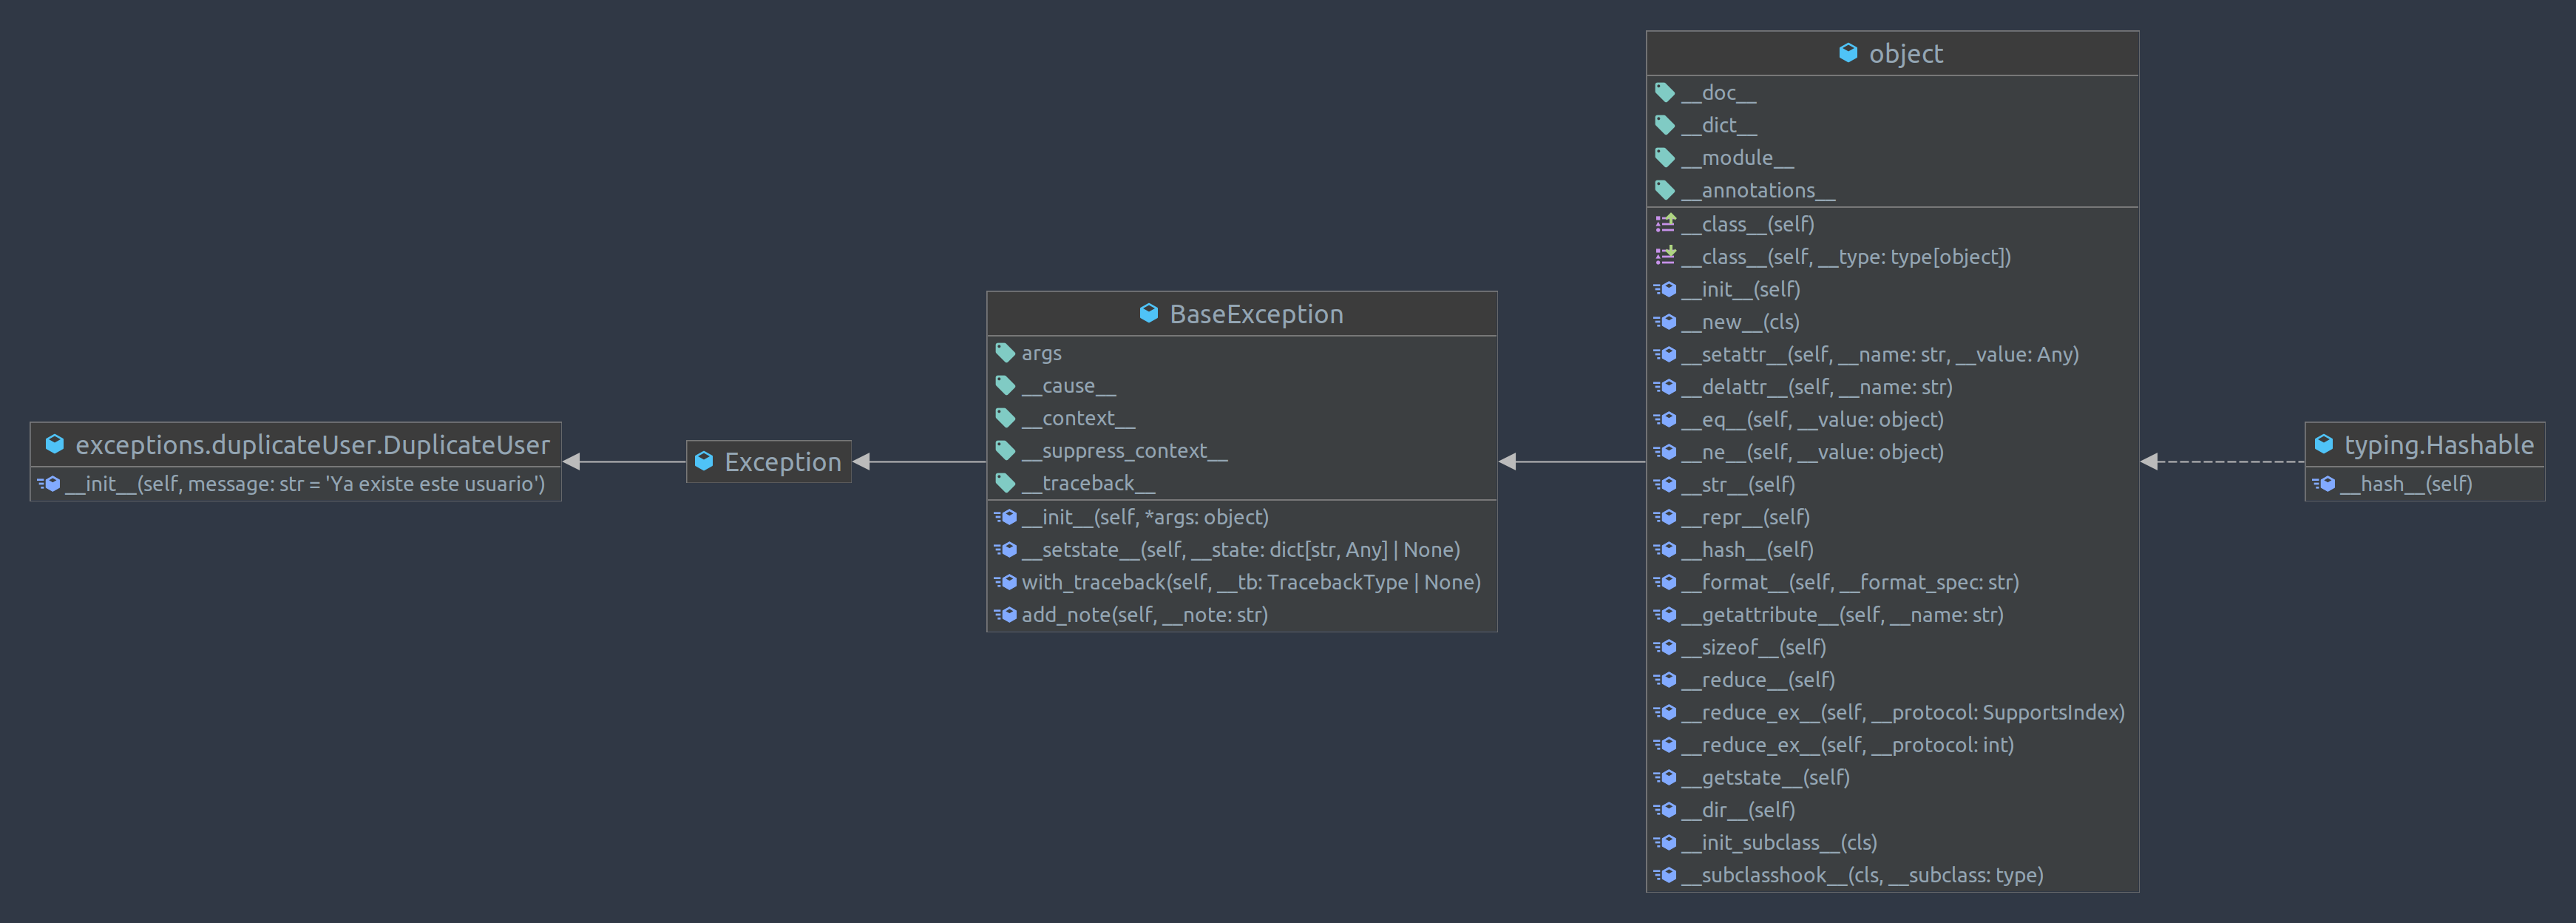 exceptions.duplicateUser.DuplicateUser
__init__(self, message: str = 'Ya existe este usuario')
Exception
BaseException
args
__cause__
__context__
__suppress_context__
__traceback__
__init__(self, *args: object)
__setstate__(self, __state: dict[str, Any] | None)
with_traceback(self, __tb: TracebackType | None)
add_note(self, __note: str)
object
__doc__
__dict__
__module__
__annotations__
__class__(self)
__class__(self, __type: type[object])
__init__(self)
__new__(cls)
__setattr__(self, __name: str, __value: Any)
__delattr__(self, __name: str)
__eq__(self, __value: object)
__ne__(self, __value: object)
__str__(self)
__repr__(self)
__hash__(self)
__format__(self, __format_spec: str)
__getattribute__(self, __name: str)
__sizeof__(self)
__reduce__(self)
__reduce_ex__(self, __protocol: SupportsIndex)
__reduce_ex__(self, __protocol: int)
__getstate__(self)
__dir__(self)
__init_subclass__(cls)
__subclasshook__(cls, __subclass: type)
typing.Hashable
__hash__(self)